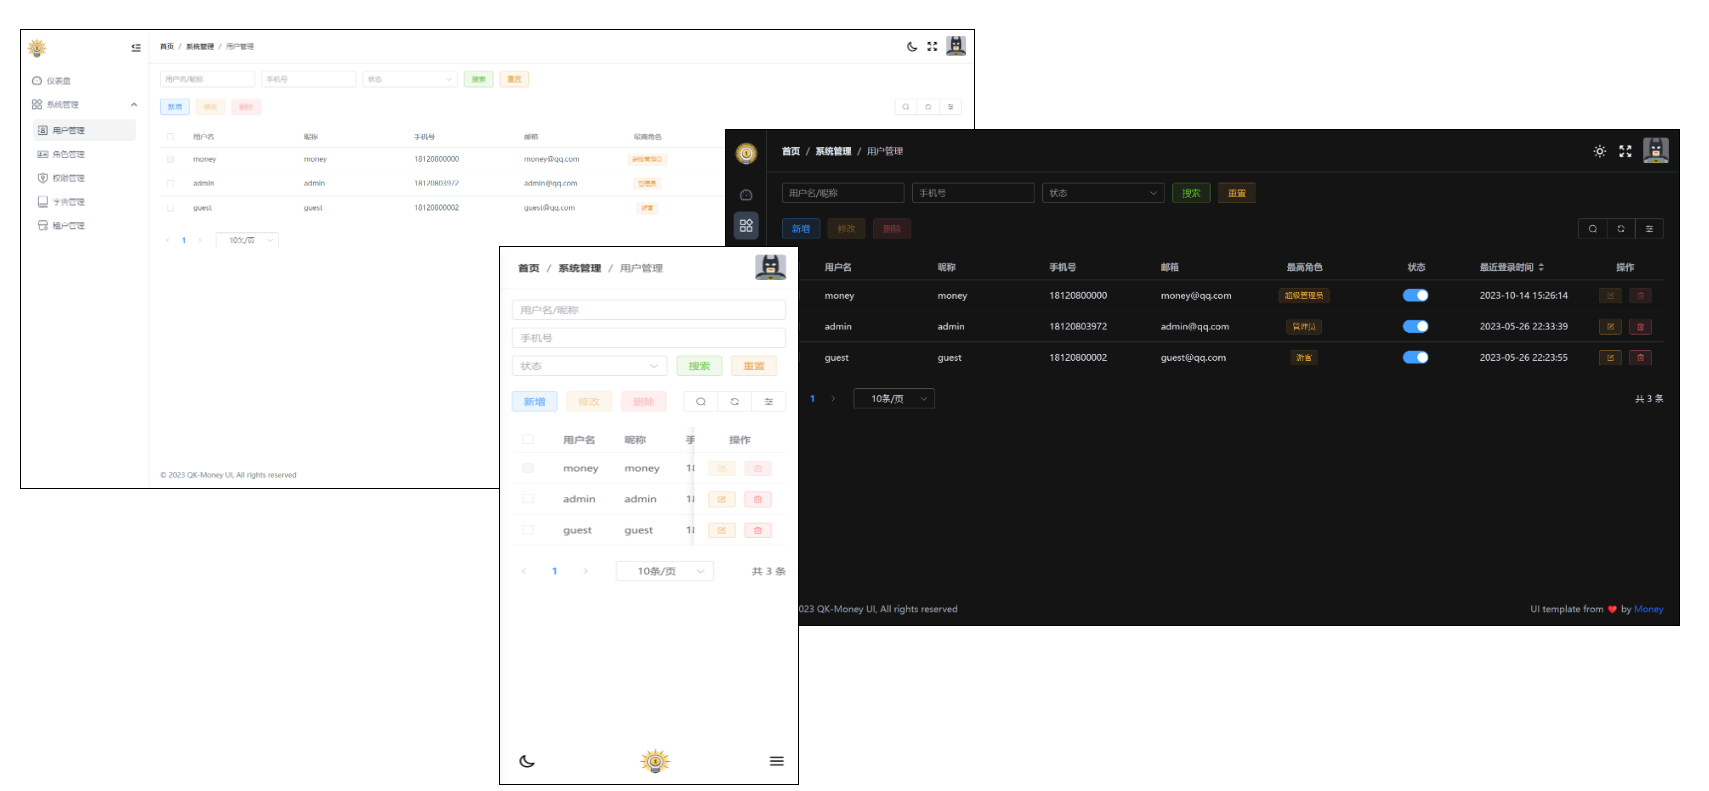 首页 / 系统管理 / 用户管理
仪表盘
系统管理
用户管理
角色管理
权限管理
字典管理
租户管理
用户名/昵称 手机号 状态 搜索 重置
新增 修改 删除
用户名 昵称 手机号 邮箱 最高角色
money money 18120800000 money@qq.com 超级管理员
admin admin 18120803972 admin@qq.com 管理员
guest guest 18120800002 guest@qq.com 游客
1 10条/页
© 2023 QK-Money UI, All rights reserved
首页 / 系统管理 / 用户管理
用户名/昵称 手机号 状态 搜索 重置
新增 修改 删除
用户名 昵称 手机号 邮箱 最高角色 状态 最近登录时间 操作
money money 18120800000 money@qq.com 超级管理员 2023-10-14 15:26:14
admin admin 18120803972 admin@qq.com 管理员 2023-05-26 22:33:39
guest guest 18120800002 guest@qq.com 游客 2023-05-26 22:23:55
1 10条/页 共 3 条
023 QK-Money UI, All rights reserved UI template from ❤ by Money
首页 / 系统管理 / 用户管理
用户名/昵称
手机号
状态 搜索 重置
新增 修改 删除
用户名 昵称 手 操作
money money 18
admin admin 18
guest guest 18
1 10条/页 共 3 条